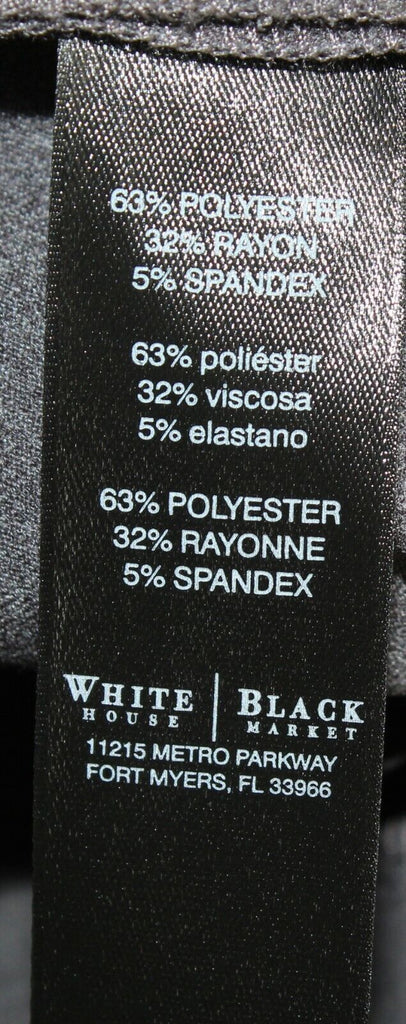 63% POLYESTER
32% RAYON
5% SPANDEX
63% poliéster
32% viscosa
5% elastano
63% POLYESTER
32% RAYONNE
5% SPANDEX
WHITE | BLACK
HOUSE MARKET
11215 METRO PARKWAY
FORT MYERS, FL 33966